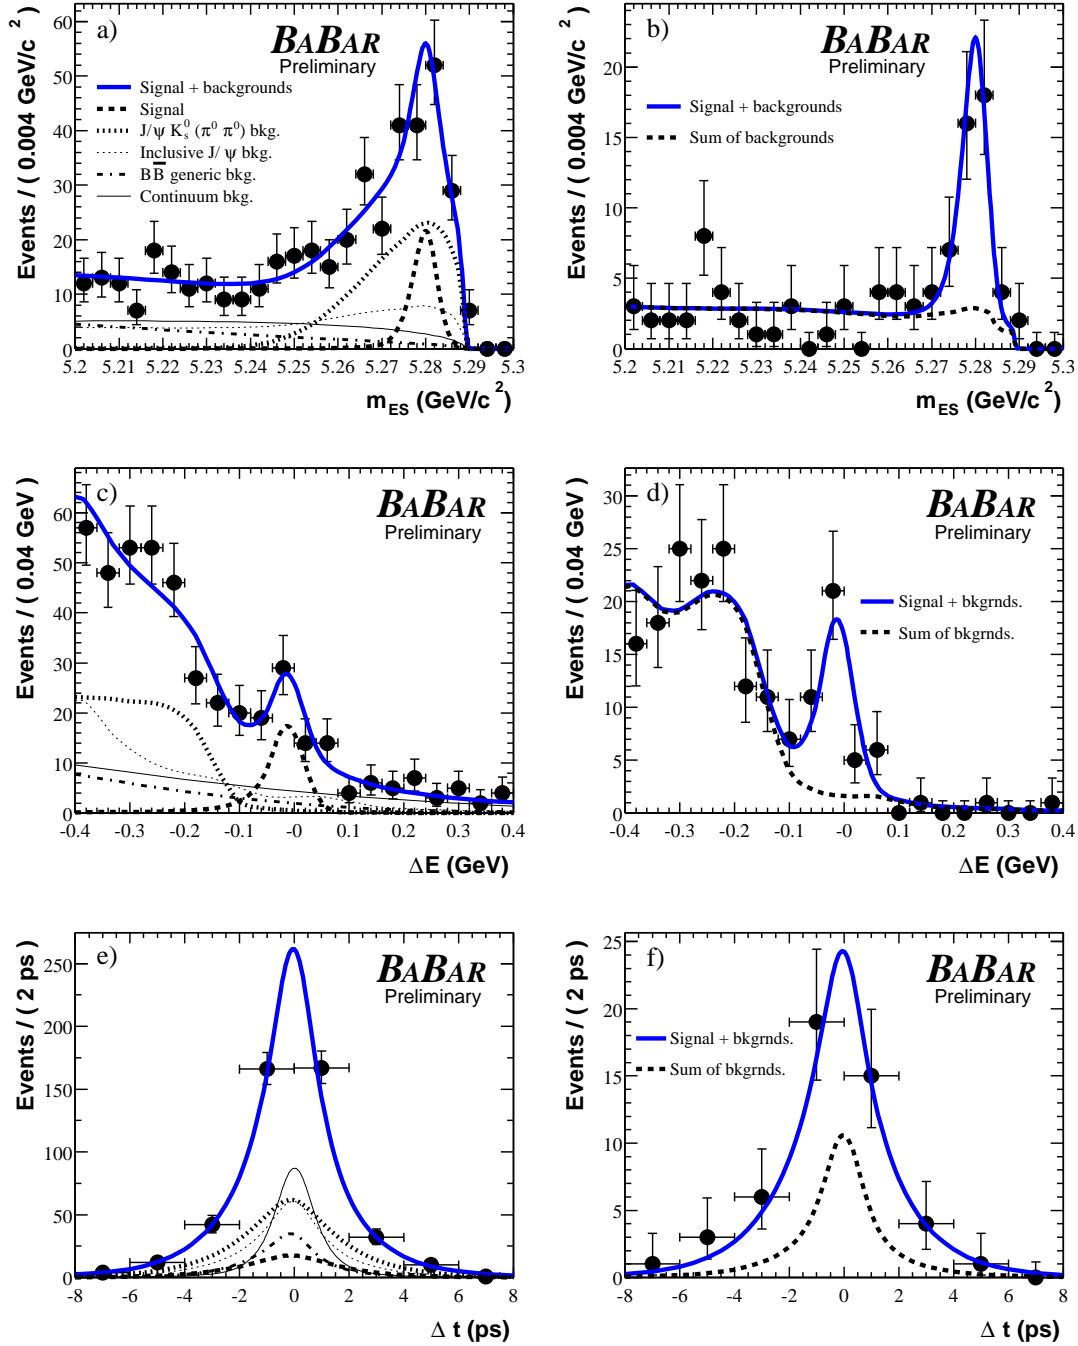 a)
BABAR
Preliminary
Signal + backgrounds
Signal
J/ψ K_s^0 (π^0 π^0) bkg.
Inclusive J/ ψ bkg.
BB̅ generic bkg.
Continuum bkg.
Events / ( 0.004 GeV/c^2 )
0
10
20
30
40
50
60
5.2 5.21 5.22 5.23 5.24 5.25 5.26 5.27 5.28 5.29 5.3
m_ES (GeV/c^2)
b)
BABAR
Preliminary
Signal + backgrounds
Sum of backgrounds
Events / ( 0.004 GeV/c^2 )
0
5
10
15
20
5.2 5.21 5.22 5.23 5.24 5.25 5.26 5.27 5.28 5.29 5.3
m_ES (GeV/c^2)
c)
BABAR
Preliminary
Events / ( 0.04 GeV )
0
10
20
30
40
50
60
-0.4 -0.3 -0.2 -0.1 -0 0.1 0.2 0.3 0.4
ΔE (GeV)
d)
BABAR
Preliminary
Signal + bkgrnds.
Sum of bkgrnds.
Events / ( 0.04 GeV )
0
5
10
15
20
25
30
-0.4 -0.3 -0.2 -0.1 -0 0.1 0.2 0.3 0.4
ΔE (GeV)
e)
BABAR
Preliminary
Events / ( 2 ps )
0
50
100
150
200
250
-8 -6 -4 -2 0 2 4 6 8
Δ t (ps)
f)
BABAR
Preliminary
Signal + bkgrnds.
Sum of bkgrnds.
Events / ( 2 ps )
0
5
10
15
20
25
-8 -6 -4 -2 0 2 4 6 8
Δ t (ps)